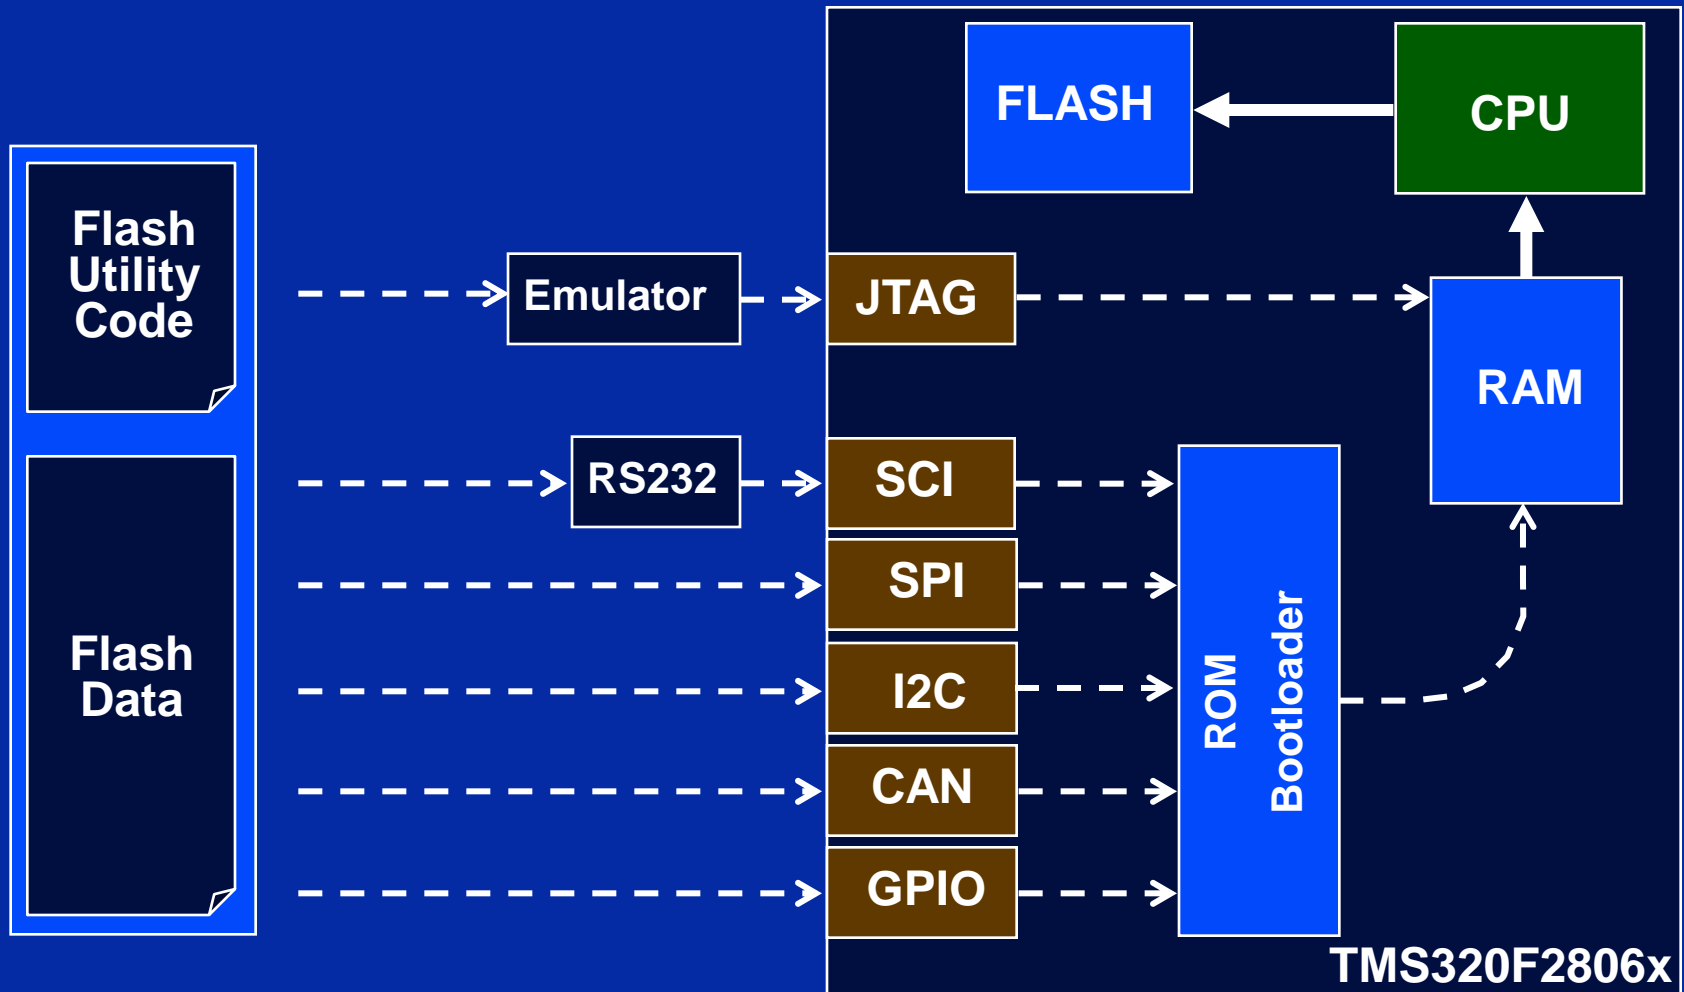 FLASH
CPU
Flash
Utility
Code
Emulator
JTAG
RAM
RS232
SCI
SPI
Flash
Data
I2C
ROM
Bootloader
CAN
GPIO
TMS320F2806x